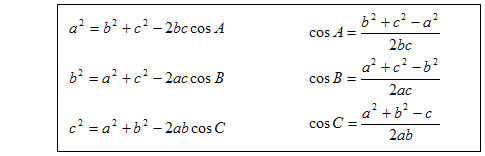 a² = b² + c² − 2bc cos A    cos A = (b² + c² − a²) / 2bc
b² = a² + c² − 2ac cos B    cos B = (a² + c² − b²) / 2ac
c² = a² + b² − 2ab cos C    cos C = (a² + b² − c) / 2ab